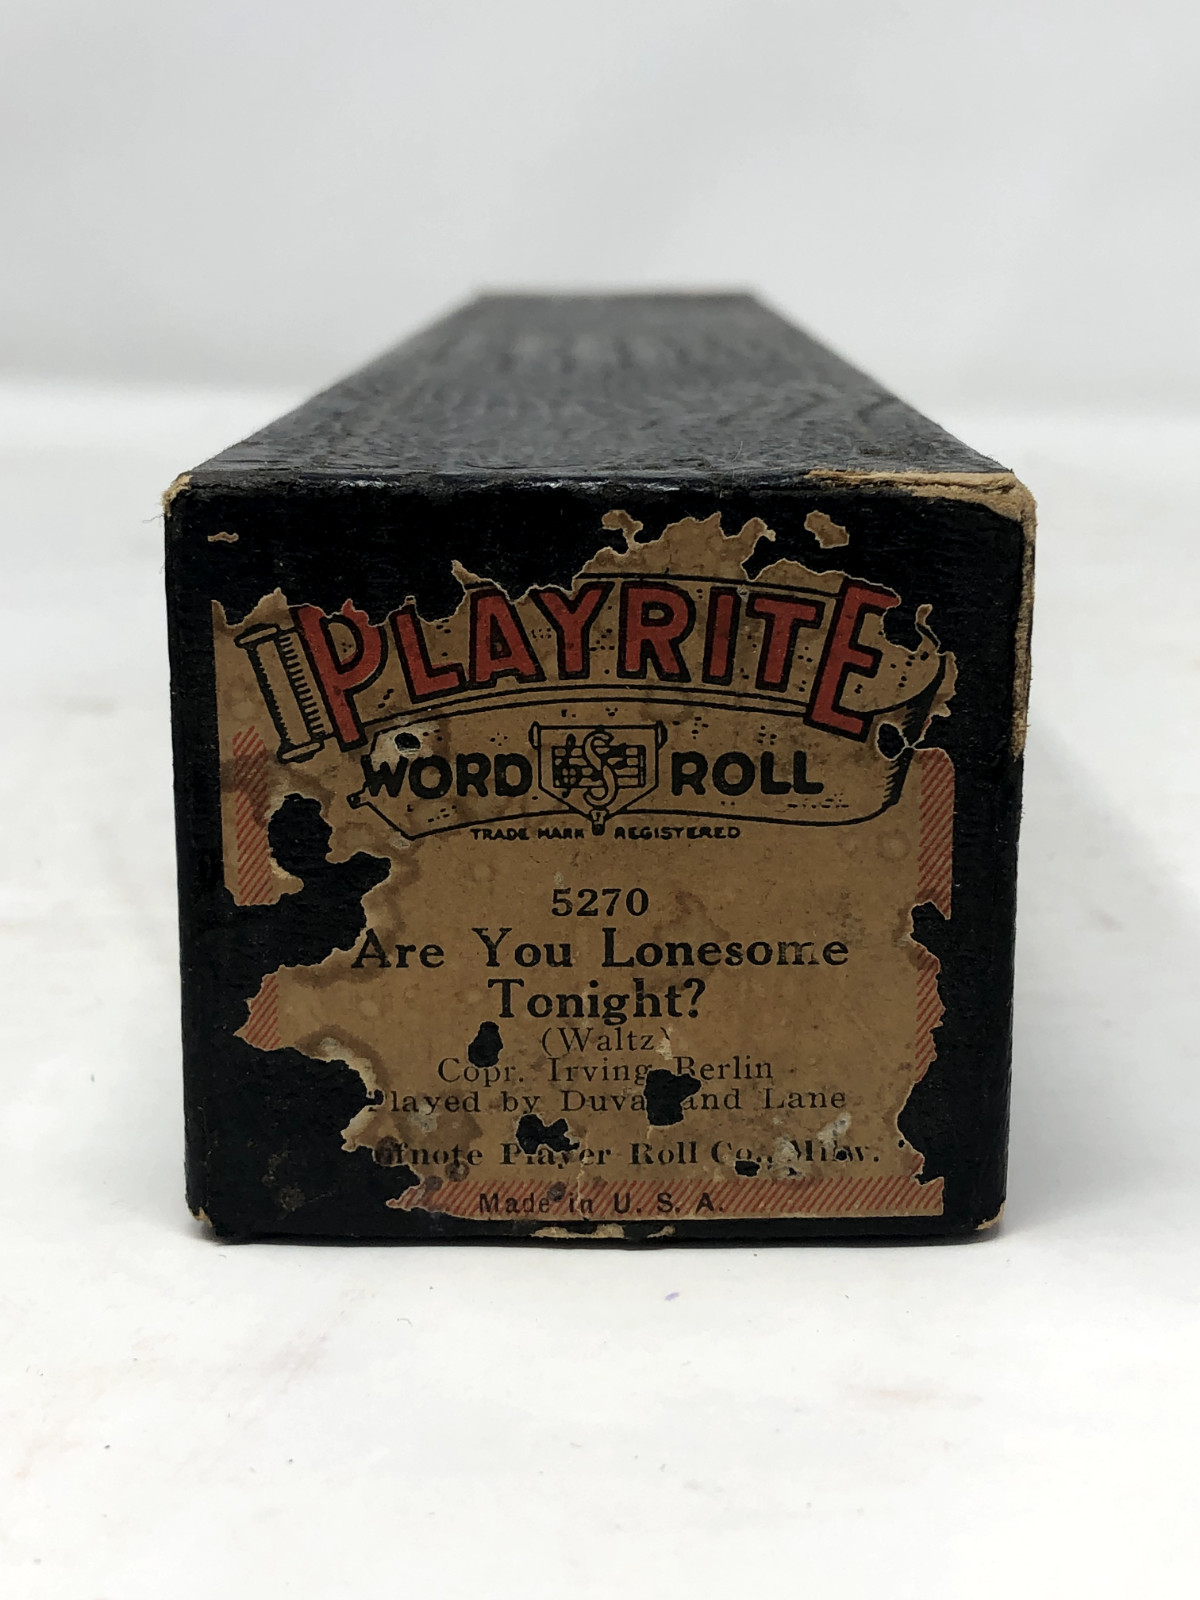 PLAYRITE
WORD S ROLL
TRADE MARK REGISTERED
5270
Are You Lonesome
Tonight?
(Waltz)
Copr. Irving Berlin
Played by and Lane
Player Roll Co., Milw.
Made in U. S. A.